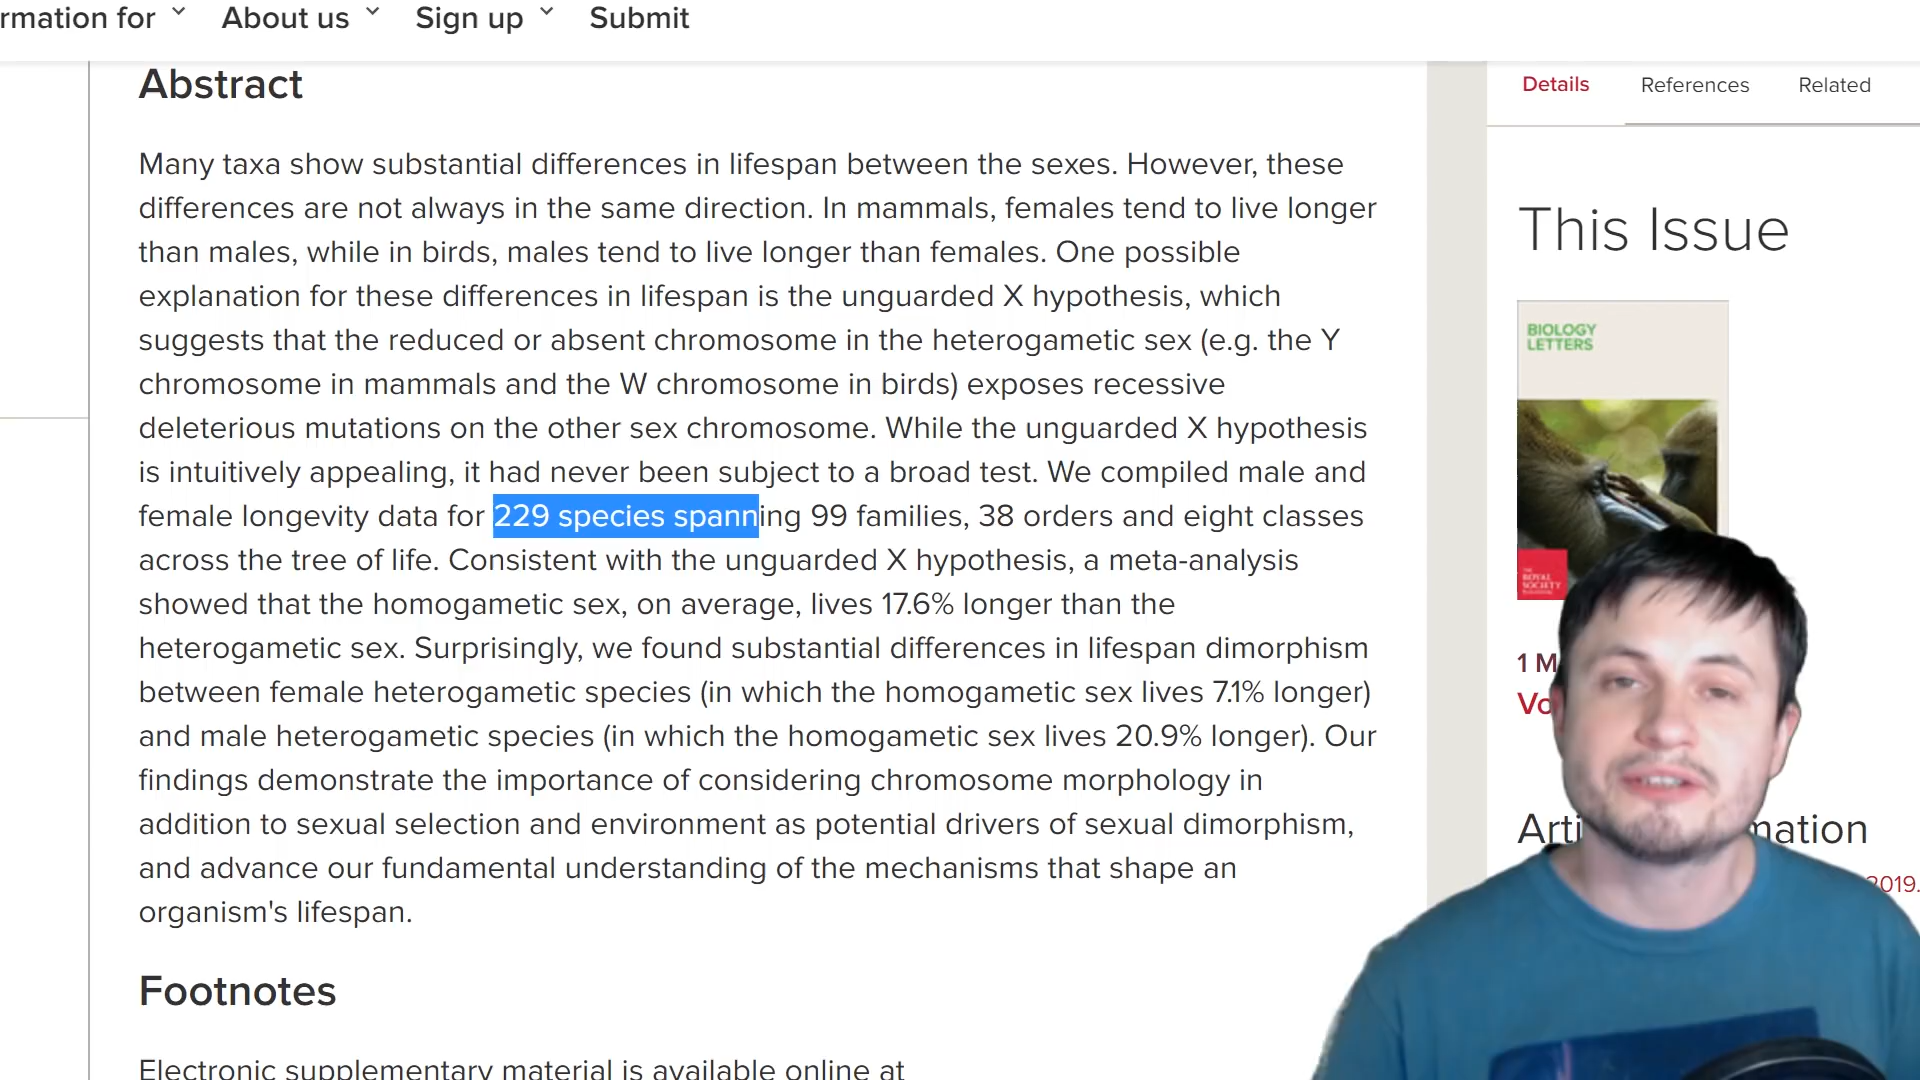 rmation for
About us
Sign up
Submit
Abstract
Many taxa show substantial differences in lifespan between the sexes. However, these
differences are not always in the same direction. In mammals, females tend to live longer
than males, while in birds, males tend to live longer than females. One possible
explanation for these differences in lifespan is the unguarded X hypothesis, which
suggests that the reduced or absent chromosome in the heterogametic sex (e.g. the Y
chromosome in mammals and the W chromosome in birds) exposes recessive
deleterious mutations on the other sex chromosome. While the unguarded X hypothesis
is intuitively appealing, it had never been subject to a broad test. We compiled male and
female longevity data for 229 species spanning 99 families, 38 orders and eight classes
across the tree of life. Consistent with the unguarded X hypothesis, a meta-analysis
showed that the homogametic sex, on average, lives 17.6% longer than the
heterogametic sex. Surprisingly, we found substantial differences in lifespan dimorphism
between female heterogametic species (in which the homogametic sex lives 7.1% longer)
and male heterogametic species (in which the homogametic sex lives 20.9% longer). Our
findings demonstrate the importance of considering chromosome morphology in
addition to sexual selection and environment as potential drivers of sexual dimorphism,
and advance our fundamental understanding of the mechanisms that shape an
organism's lifespan.
Footnotes
Electronic supplementary material is available online at
Details
References
Related
This Issue
BIOLOGY
LETTERS
THE
ROYAL
SOCIETY
1 M
Vo
Arti
mation
2019.